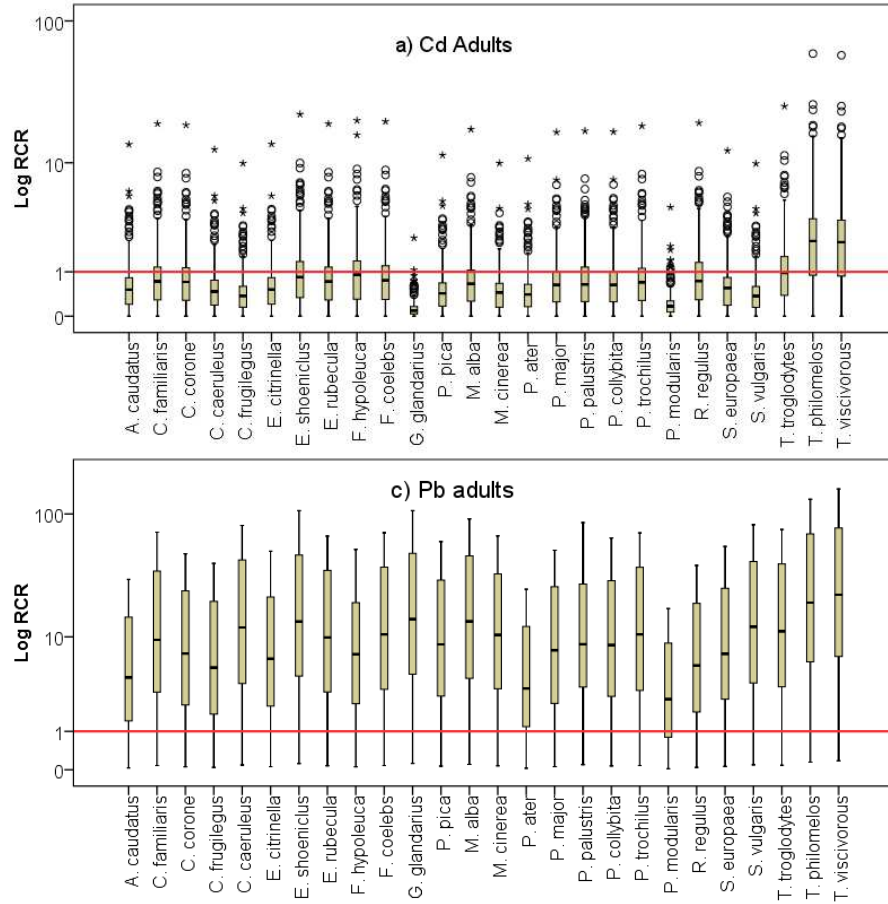 a) Cd Adults
Log RCR
100
10
1
0
A. caudatus
C. familiaris
C. corone
C. caeruleus
C. frugilegus
E. citrinella
E. shoeniclus
E. rubecula
F. hypoleuca
F. coelebs
G. glandarius
P. pica
M. alba
M. cinerea
P. ater
P. major
P. palustris
P. collybita
P. trochilus
P. modularis
R. regulus
S. europaea
S. vulgaris
T. troglodytes
T. philomelos
T. viscivorous
c) Pb adults
Log RCR
100
10
1
0
A. caudatus
C. familiaris
C. corone
C. frugilegus
C. caeruleus
E. citrinella
E. shoeniclus
E. rubecula
F. hypoleuca
F. coelebs
G. glandarius
P. pica
M. alba
M. cinerea
P. ater
P. major
P. palustris
P. collybita
P. trochilus
P. modularis
R. regulus
S. europaea
S. vulgaris
T. troglodytes
T. philomelos
T. viscivorous